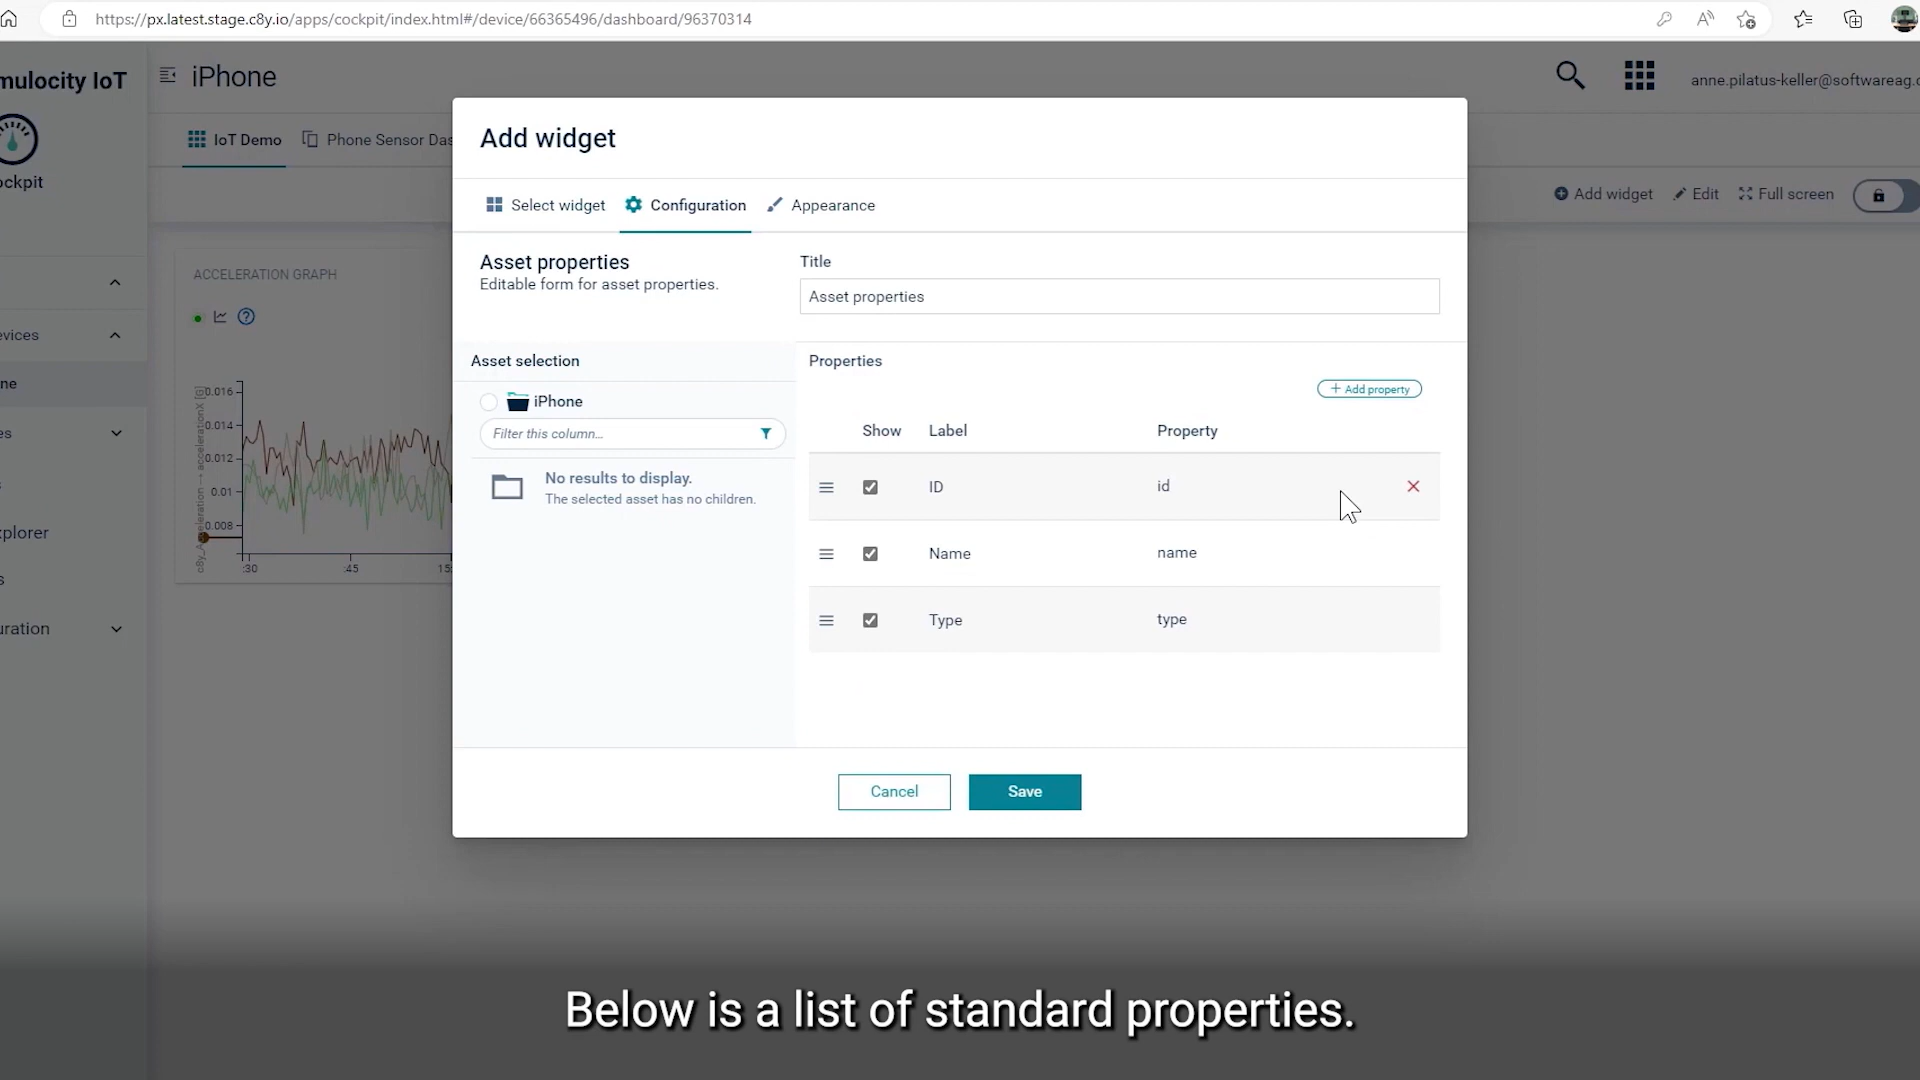 https://px.latest.stage.c8y.io/apps/cockpit/index.html#/device/66365496/dashboard/96370314
mulocity IoT
iPhone
anne.pilatus-keller@softwareag.c
ockpit
IoT Demo
Phone Sensor Das
Add widget
Edit
Full screen
Add widget
Select widget
Configuration
Appearance
Asset properties
Editable form for asset properties.
Title
Asset properties
Asset selection
iPhone
Filter this column...
No results to display.
The selected asset has no children.
Properties
+ Add property
Show
Label
Property
ID
id
Name
name
Type
type
Cancel
Save
ACCELERATION GRAPH
0.016
0.014
0.012
0.01
0.008
:30
:45
15:
c8y_Acceleration → accelerationX [G]
evices
ne
es
s
xplorer
s
uration
Below is a list of standard properties.